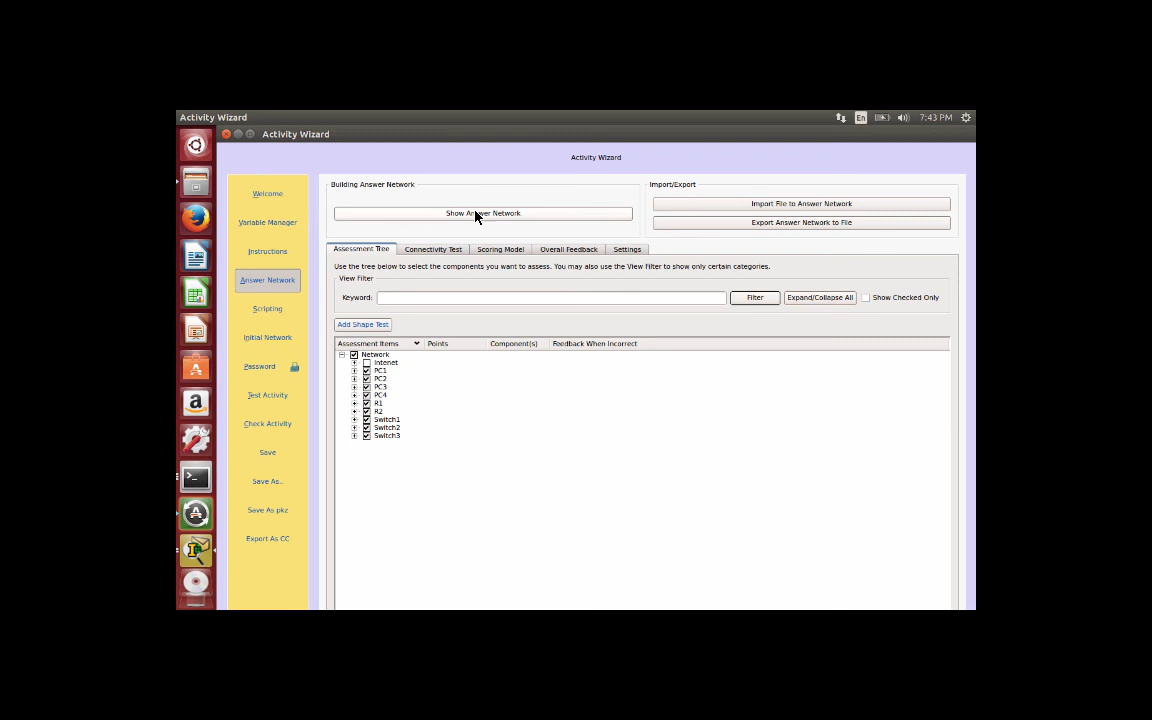 Activity Wizard
En
7:43 PM
Activity Wizard
Activity Wizard
Welcome
Variable Manager
Instructions
Answer Network
Scripting
Initial Network
Password
Test Activity
Check Activity
Save
Save As..
Save As pkz
Export As CC
Building Answer Network
Show Answer Network
Import/Export
Import File to Answer Network
Export Answer Network to File
Assessment Tree
Connectivity Test
Scoring Model
Overall Feedback
Settings
Use the tree below to select the components you want to assess. You may also use the View Filter to show only certain categories.
View Filter
Keyword:
Filter
Expand/Collapse All
Show Checked Only
Add Shape Test
Assessment Items Points Component(s) Feedback When Incorrect
Network
Intenet
PC1
PC2
PC3
PC4
R1
R2
Switch1
Switch2
Switch3